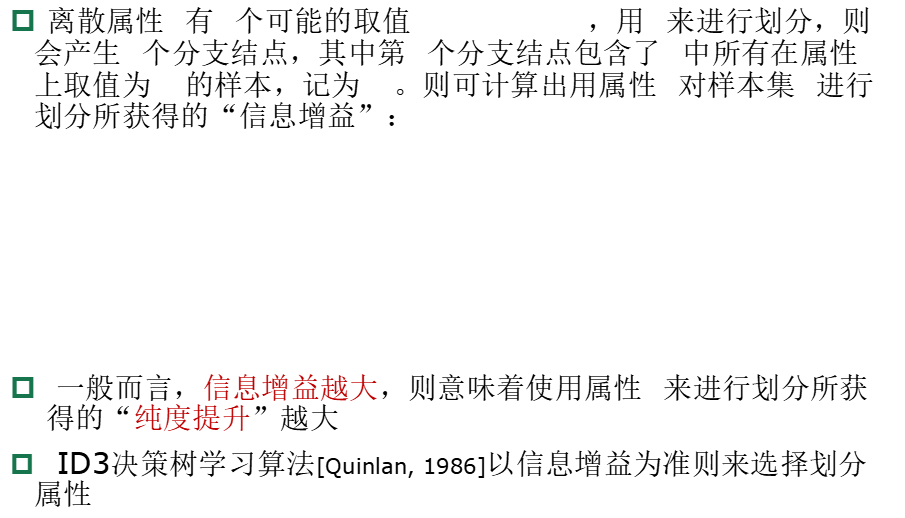 离散属性 有 个可能的取值 ，用 来进行划分，则
会产生 个分支结点，其中第 个分支结点包含了 中所有在属性
上取值为 的样本，记为 。则可计算出用属性 对样本集 进行
划分所获得的“信息增益”：
一般而言，信息增益越大，则意味着使用属性 来进行划分所获
得的“纯度提升”越大
ID3决策树学习算法[Quinlan, 1986]以信息增益为准则来选择划分
属性